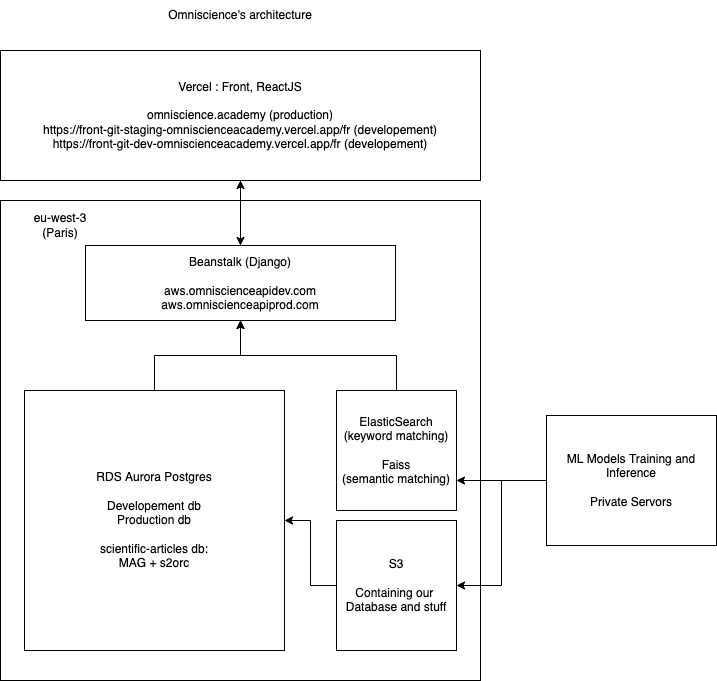 Omniscience's architecture
Vercel : Front, ReactJS
omniscience.academy (production)
https://front-git-staging-omniscienceacademy.vercel.app/fr (developement)
https://front-git-dev-omniscienceacademy.vercel.app/fr (developement)
eu-west-3
(Paris)
Beanstalk (Django)
aws.omniscienceapidev.com
aws.omniscienceapiprod.com
RDS Aurora Postgres
Developement db
Production db
scientific-articles db:
MAG + s2orc
ElasticSearch
(keyword matching)
Faiss
(semantic matching)
S3
Containing our
Database and stuff
ML Models Training and
Inference
Private Servors